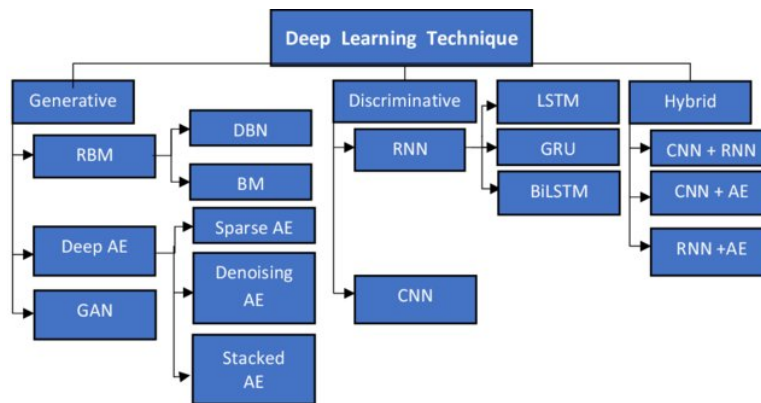 Deep Learning Technique
Generative
Discriminative
Hybrid
RBM
DBN
BM
Deep AE
Sparse AE
Denoising
AE
Stacked
AE
GAN
RNN
LSTM
GRU
BiLSTM
CNN
CNN + RNN
CNN + AE
RNN +AE